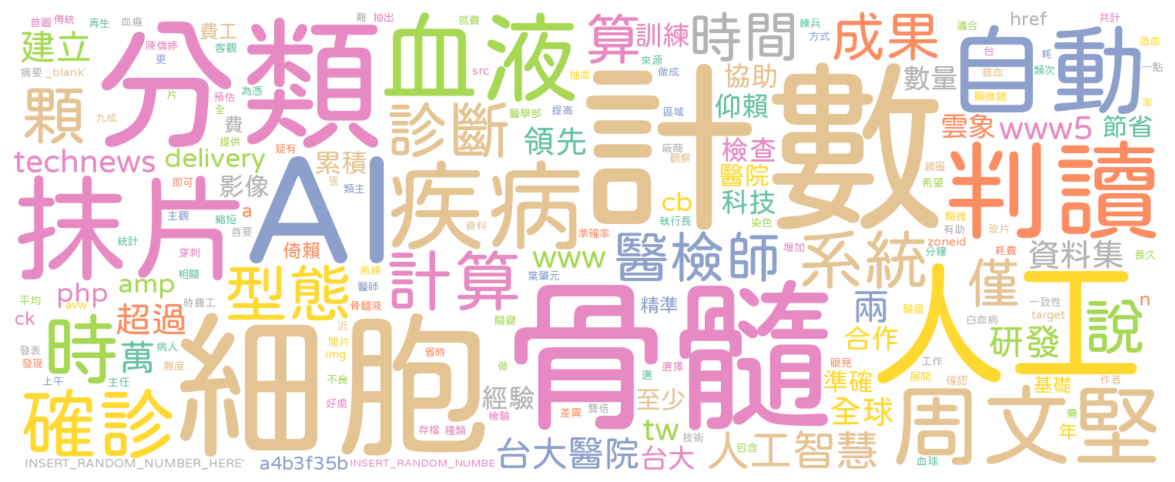 首圖 傳統 再生 血癌 費工 難 抽出 就費 算 訓練 時間 成果 練兵 href 適合 共計 造血
建立 陳偉婷 更 客觀 血液 來源 方式 台 耗 類次 一點
摘要 _blank' 片 預估 為憑 分類 src 抽血 做成 協助 數量 自動 鐵血 顯微鏡 率
顆 九成 全 提供 費 診斷 醫學部 提高 區域 仰賴 計數 雲象 www5 節省
technews delivery 疑有 累積 領先 廠商 觀察 檢查 讀圖
即可 影像 張 類主 疾病 醫院 希望 判讀
抹片 主觀 縮短 a 首要 AI 資料 cb 科技 執行長 顯微 有助 玻片
統計 穿刺 倚賴 準確率 染色 zoneid 耗費
相關 www 醫檢師 增加 系統 分鐘 資料集 長久
php amp 型態 熟練 醫師 計算 葉肇元
平均 avw 時費工 骨髓液 精準 兩 驗證 僅 一致性 n
ck 超過 關鍵 骨髓 白血病 target 人工 說
發表 時 萬 近 閱片 合作 工作 研發
發現 病人 細胞 img 省時 做 選 選擇 眼見 展開 確認 作者
上午 主任 難度 不良 經驗 至少 準確 基礎 需
確診 好處 差異 雙倍 檢驗 全球 周文堅 年
存檔 種類 tw 技術
INSERT_RANDOM_NUMBER_HERE' a4b3f35b INSERT_RANDOM_NUMBE 台大醫院 台大 人工智慧 包含 血球